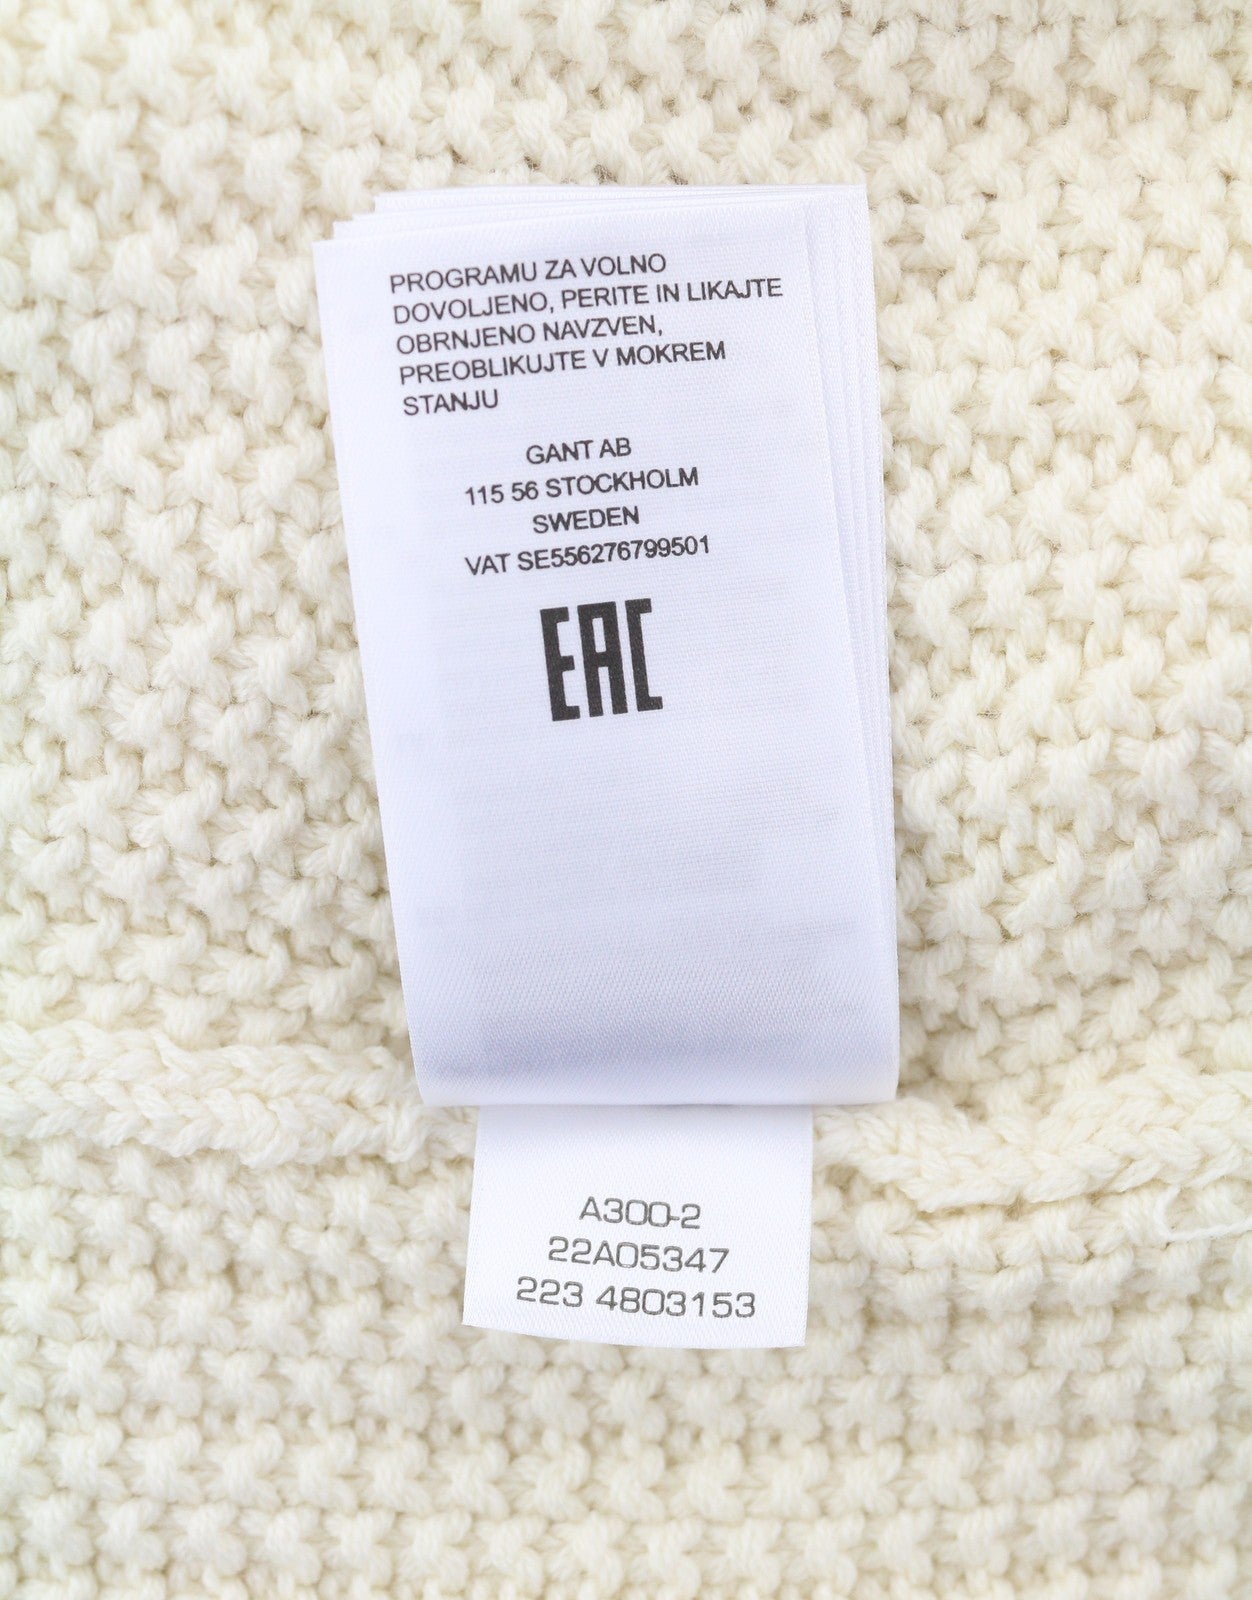 PROGRAMU ZA VOLNO
DOVOLJENO, PERITE IN LIKAJTE
OBRNJENO NAVZVEN,
PREOBLIKUJTE V MOKREM
STANJU
GANT AB
115 56 STOCKHOLM
SWEDEN
VAT SE556276799501
EAC
A300-2
22A05347
223 4803153